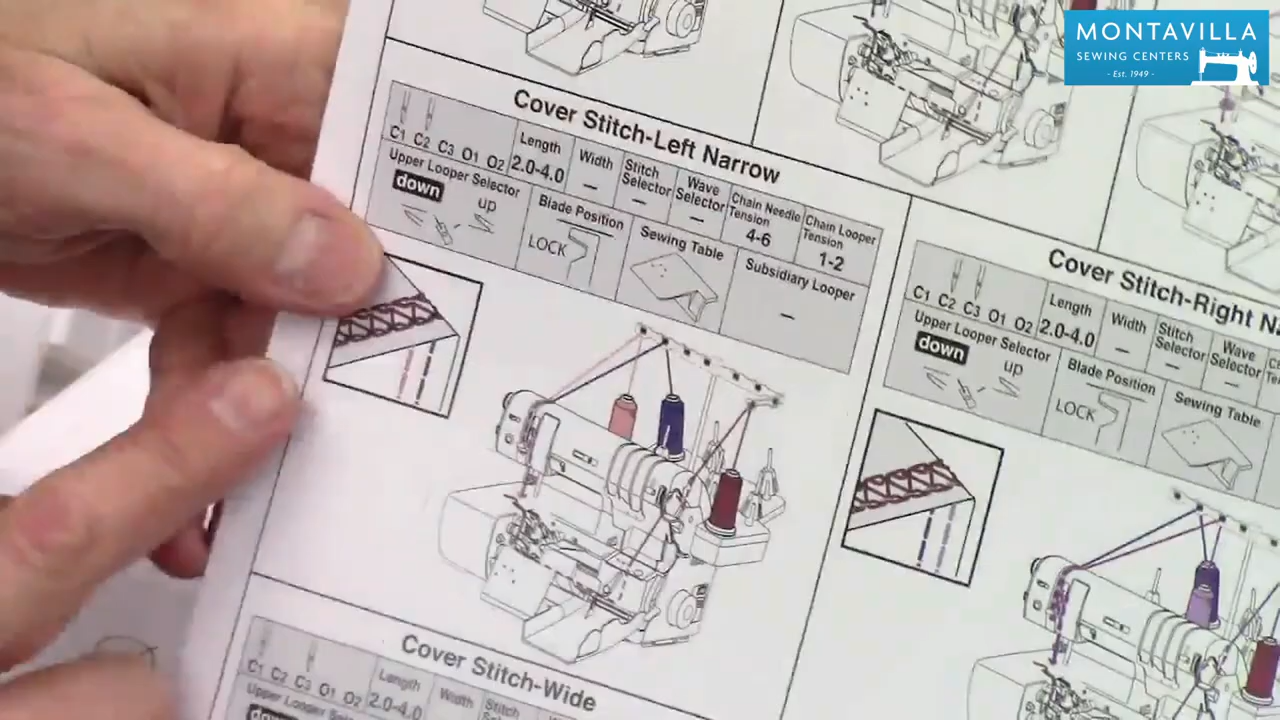 MONTAVILLA
SEWING CENTERS
- Est. 1949 -
Cover Stitch-Left Narrow
C1 C2 C3 O1 O2
Length
2.0-4.0
Width
–
Stitch
Selector
–
Wave
Selector
–
Chain Needle
Tension
4-6
Chain Looper
Tension
1-2
Upper Looper Selector
down
up
Blade Position
LOCK
Sewing Table
Subsidiary Looper
–
Cover Stitch-Right
C1 C2 C3 O1 O2
Length
2.0-4.0
Width
–
Stitch
Selector
–
Wave
Selector
–
Upper Looper Selector
down
up
Blade Position
LOCK
Sewing Table
Cover Stitch-Wide
C1 C2 C3 O1 O2
Length
2.0-4.0
Width
Stitch
Upper Looper
down